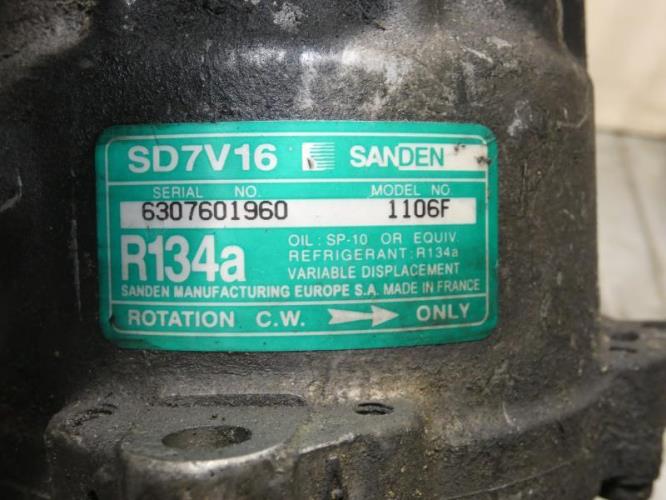 SD7V16 SANDEN
SERIAL NO. MODEL NO.
6307601960 1106F
R134a
OIL : SP-10 OR EQUIV.
REFRIGERANT : R134a
VARIABLE DISPLACEMENT
SANDEN MANUFACTURING EUROPE S.A. MADE IN FRANCE
ROTATION C.W. ONLY